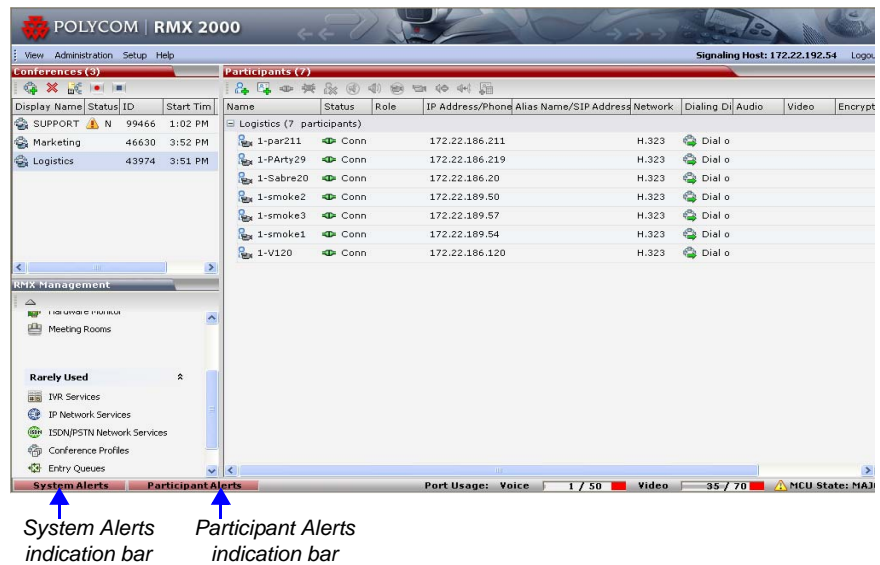 POLYCOM | RMX 2000
View Administration Setup Help Signaling Host: 172.22.192.54 Logou
Conferences (3)
Display Name Status ID Start Tim
SUPPORT N 99466 1:02 PM
Marketing 46630 3:52 PM
Logistics 43974 3:51 PM
Participants (7)
Name Status Role IP Address/Phone Alias Name/SIP Address Network Dialing Di Audio Video Encrypt
Logistics (7 participants)
1-par211 Conn 172.22.186.211 H.323 Dial o
1-PArty29 Conn 172.22.186.219 H.323 Dial o
1-Sabre20 Conn 172.22.186.20 H.323 Dial o
1-smoke2 Conn 172.22.189.50 H.323 Dial o
1-smoke3 Conn 172.22.189.57 H.323 Dial o
1-smoke1 Conn 172.22.189.54 H.323 Dial o
1-V120 Conn 172.22.186.120 H.323 Dial o
RMX Management
Hardware Monitor
Meeting Rooms
Rarely Used
IVR Services
IP Network Services
ISDN/PSTN Network Services
Conference Profiles
Entry Queues
System Alerts Participant Alerts Port Usage: Voice 1 / 50 Video 35 / 70 MCU State: MAJO
System Alerts
indication bar
Participant Alerts
indication bar